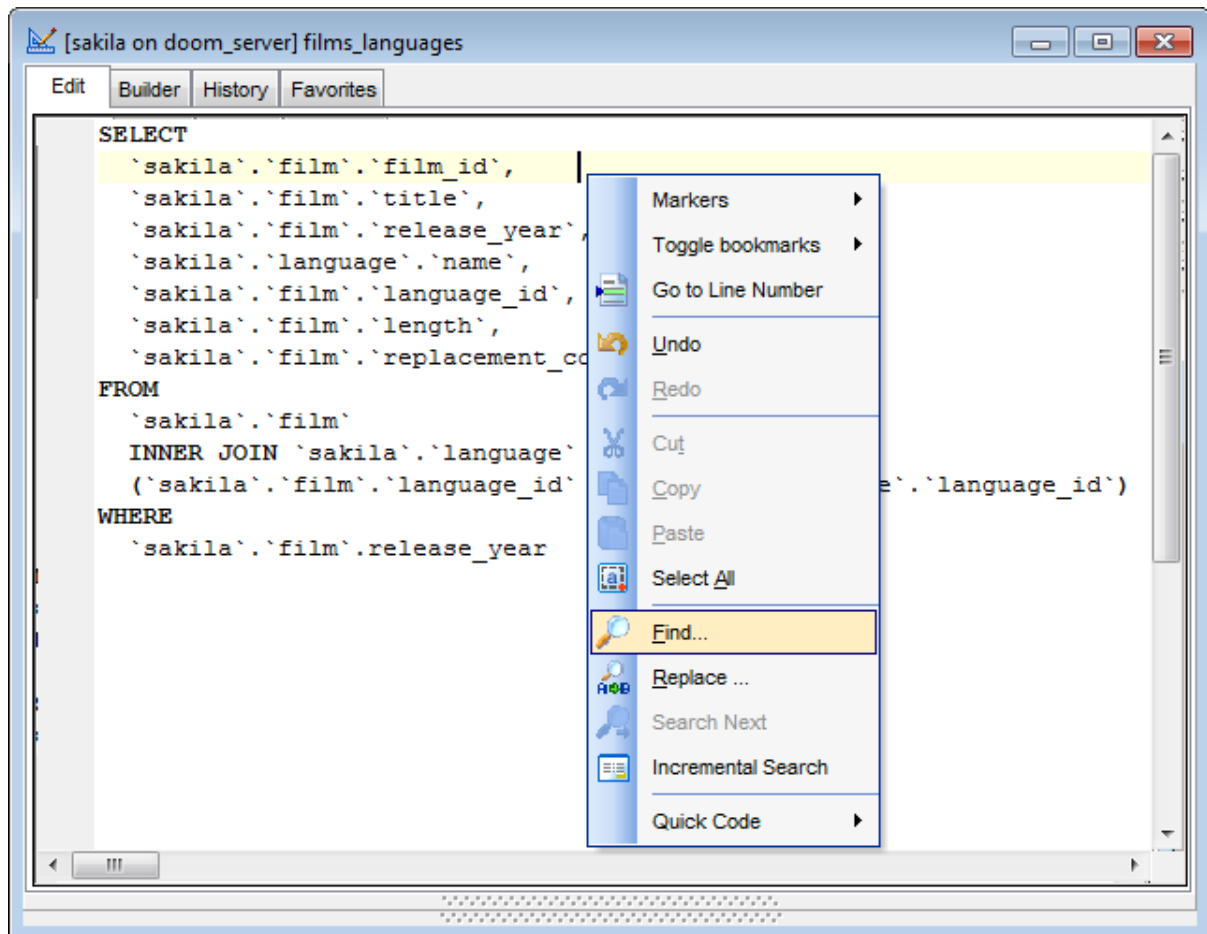 [sakila on doom_server] films_languages
Edit Builder History Favorites
SELECT
`sakila`.`film`.`film_id`,
`sakila`.`film`.`title`,
`sakila`.`film`.`release_year`,
`sakila`.`language`.`name`,
`sakila`.`film`.`language_id`,
`sakila`.`film`.`length`,
`sakila`.`film`.`replacement_co
FROM
`sakila`.`film`
INNER JOIN `sakila`.`language`
(`sakila`.`film`.`language_id` e`.`language_id`)
WHERE
`sakila`.`film`.release_year
Markers
Toggle bookmarks
Go to Line Number
Undo
Redo
Cut
Copy
Paste
Select All
Find...
Replace ...
Search Next
Incremental Search
Quick Code